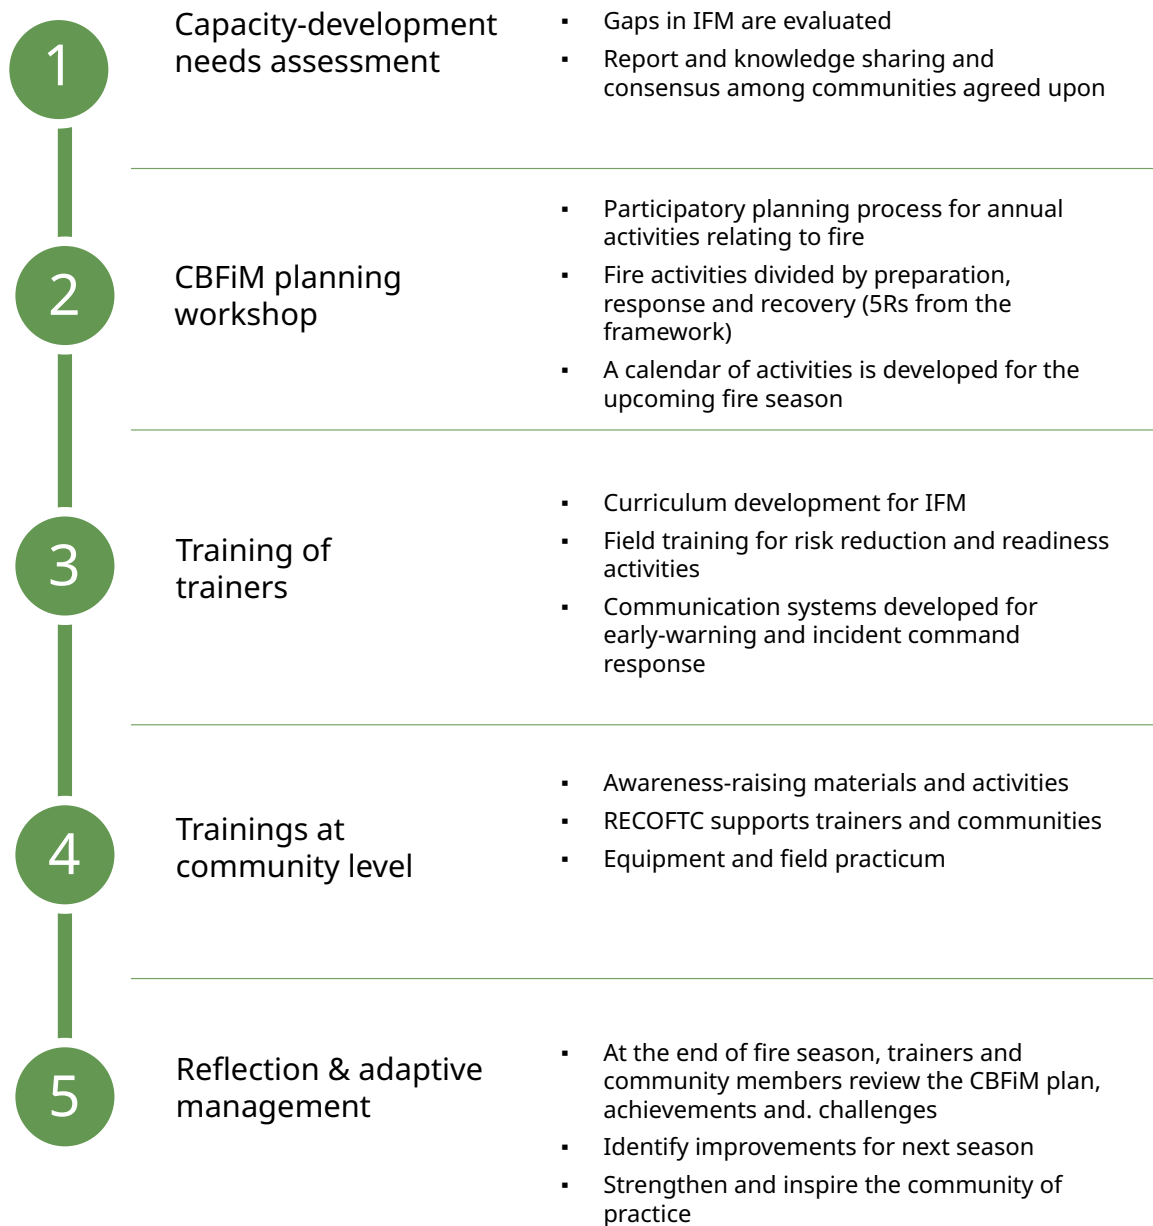 1
Capacity-development
needs assessment
▪ Gaps in IFM are evaluated
▪ Report and knowledge sharing and
consensus among communities agreed upon
2
CBFiM planning
workshop
▪ Participatory planning process for annual
activities relating to fire
▪ Fire activities divided by preparation,
response and recovery (5Rs from the
framework)
▪ A calendar of activities is developed for the
upcoming fire season
3
Training of
trainers
▪ Curriculum development for IFM
▪ Field training for risk reduction and readiness
activities
▪ Communication systems developed for
early-warning and incident command
response
4
Trainings at
community level
▪ Awareness-raising materials and activities
▪ RECOFTC supports trainers and communities
▪ Equipment and field practicum
5
Reflection & adaptive
management
▪ At the end of fire season, trainers and
community members review the CBFiM plan,
achievements and. challenges
▪ Identify improvements for next season
▪ Strengthen and inspire the community of
practice